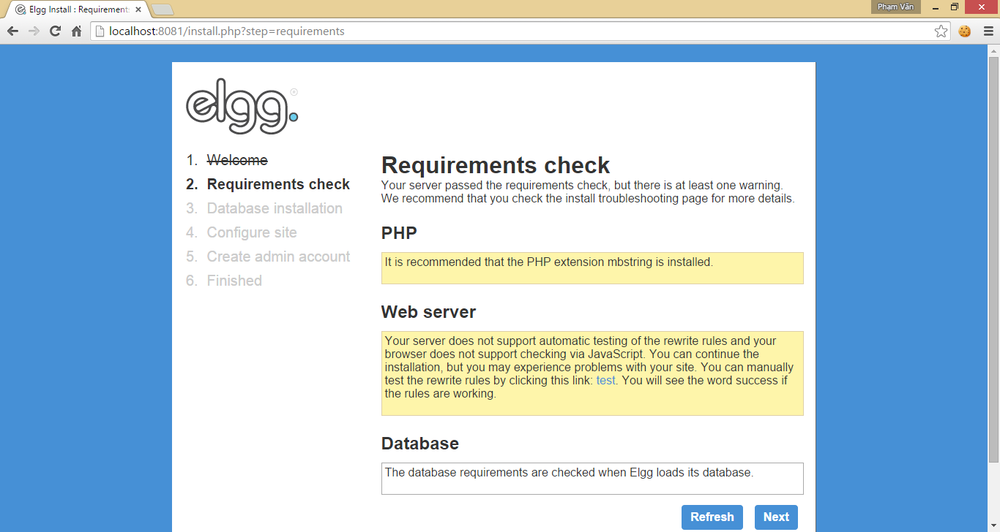 Elgg Install : Requirements
Phạm Văn
localhost:8081/install.php?step=requirements
elgg.®
1. Welcome
2. Requirements check
3. Database installation
4. Configure site
5. Create admin account
6. Finished
Requirements check
Your server passed the requirements check, but there is at least one warning.
We recommend that you check the install troubleshooting page for more details.
PHP
It is recommended that the PHP extension mbstring is installed.
Web server
Your server does not support automatic testing of the rewrite rules and your
browser does not support checking via JavaScript. You can continue the
installation, but you may experience problems with your site. You can manually
test the rewrite rules by clicking this link: test. You will see the word success if
the rules are working.
Database
The database requirements are checked when Elgg loads its database.
Refresh
Next